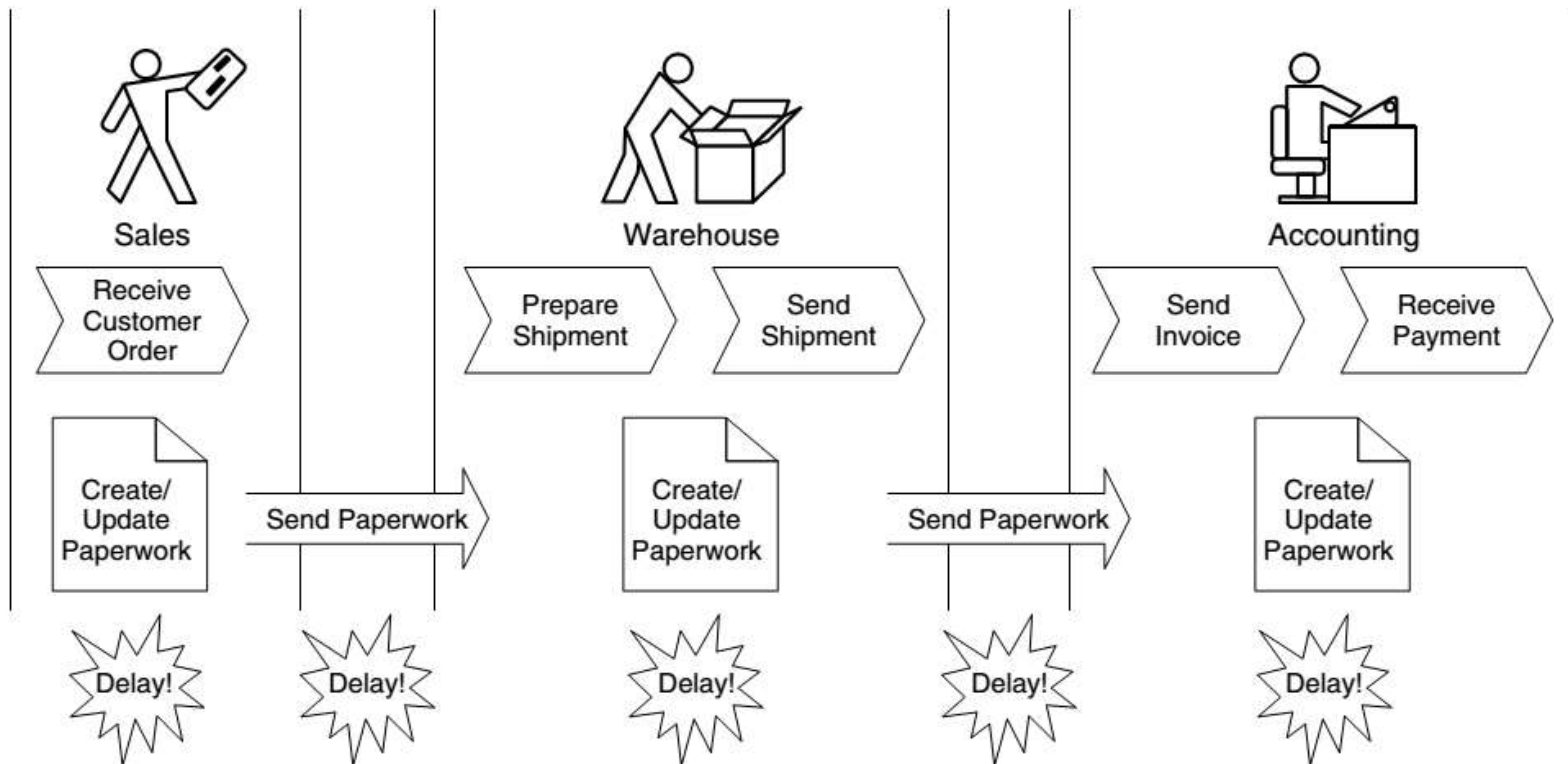 Sales
Warehouse
Accounting
Receive
Customer
Order
Prepare
Shipment
Send
Shipment
Send
Invoice
Receive
Payment
Create/
Update
Paperwork
Send Paperwork
Create/
Update
Paperwork
Send Paperwork
Create/
Update
Paperwork
Delay!
Delay!
Delay!
Delay!
Delay!